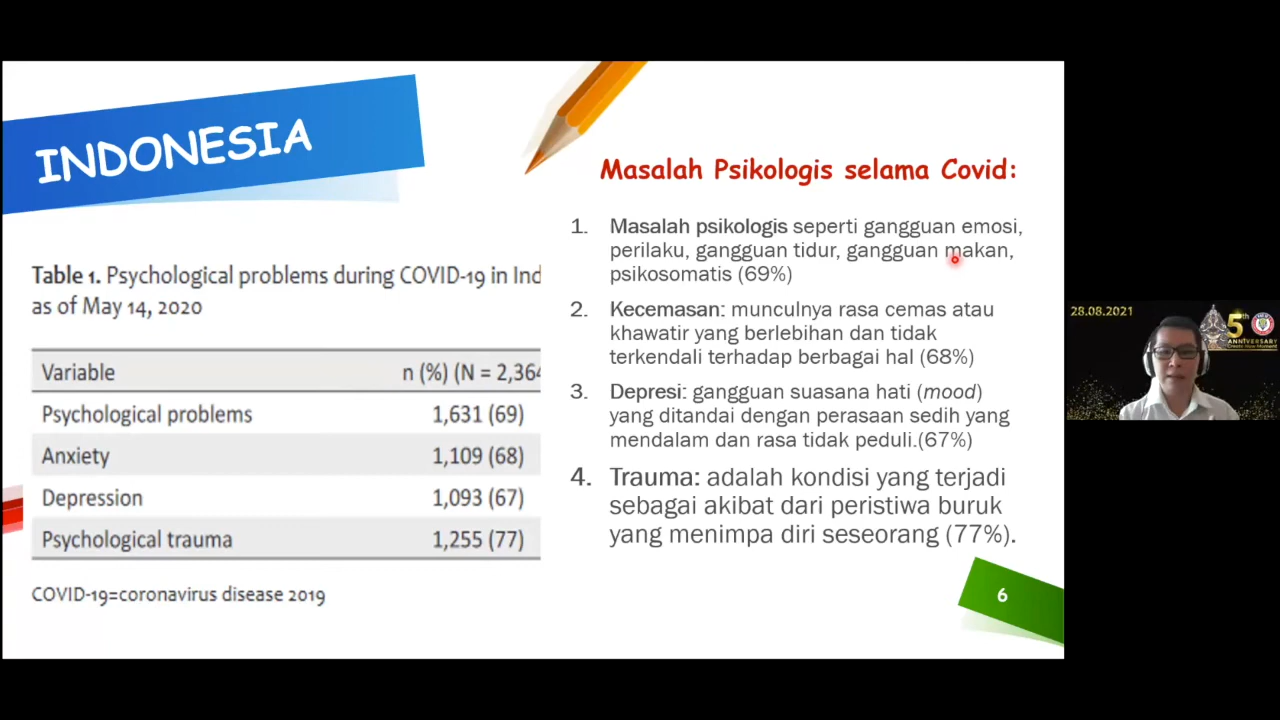 INDONESIA
Table 1. Psychological problems during COVID-19 in Ind
as of May 14, 2020
Variable n (%) (N = 2,364
Psychological problems 1,631 (69)
Anxiety 1,109 (68)
Depression 1,093 (67)
Psychological trauma 1,255 (77)
COVID-19=coronavirus disease 2019
Masalah Psikologis selama Covid:
1. Masalah psikologis seperti gangguan emosi,
perilaku, gangguan tidur, gangguan makan,
psikosomatis (69%)
2. Kecemasan: munculnya rasa cemas atau
khawatir yang berlebihan dan tidak
terkendali terhadap berbagai hal (68%)
3. Depresi: gangguan suasana hati (mood)
yang ditandai dengan perasaan sedih yang
mendalam dan rasa tidak peduli.(67%)
4. Trauma: adalah kondisi yang terjadi
sebagai akibat dari peristiwa buruk
yang menimpa diri seseorang (77%).
6
28.08.2021
5th
ANNIVERSARY